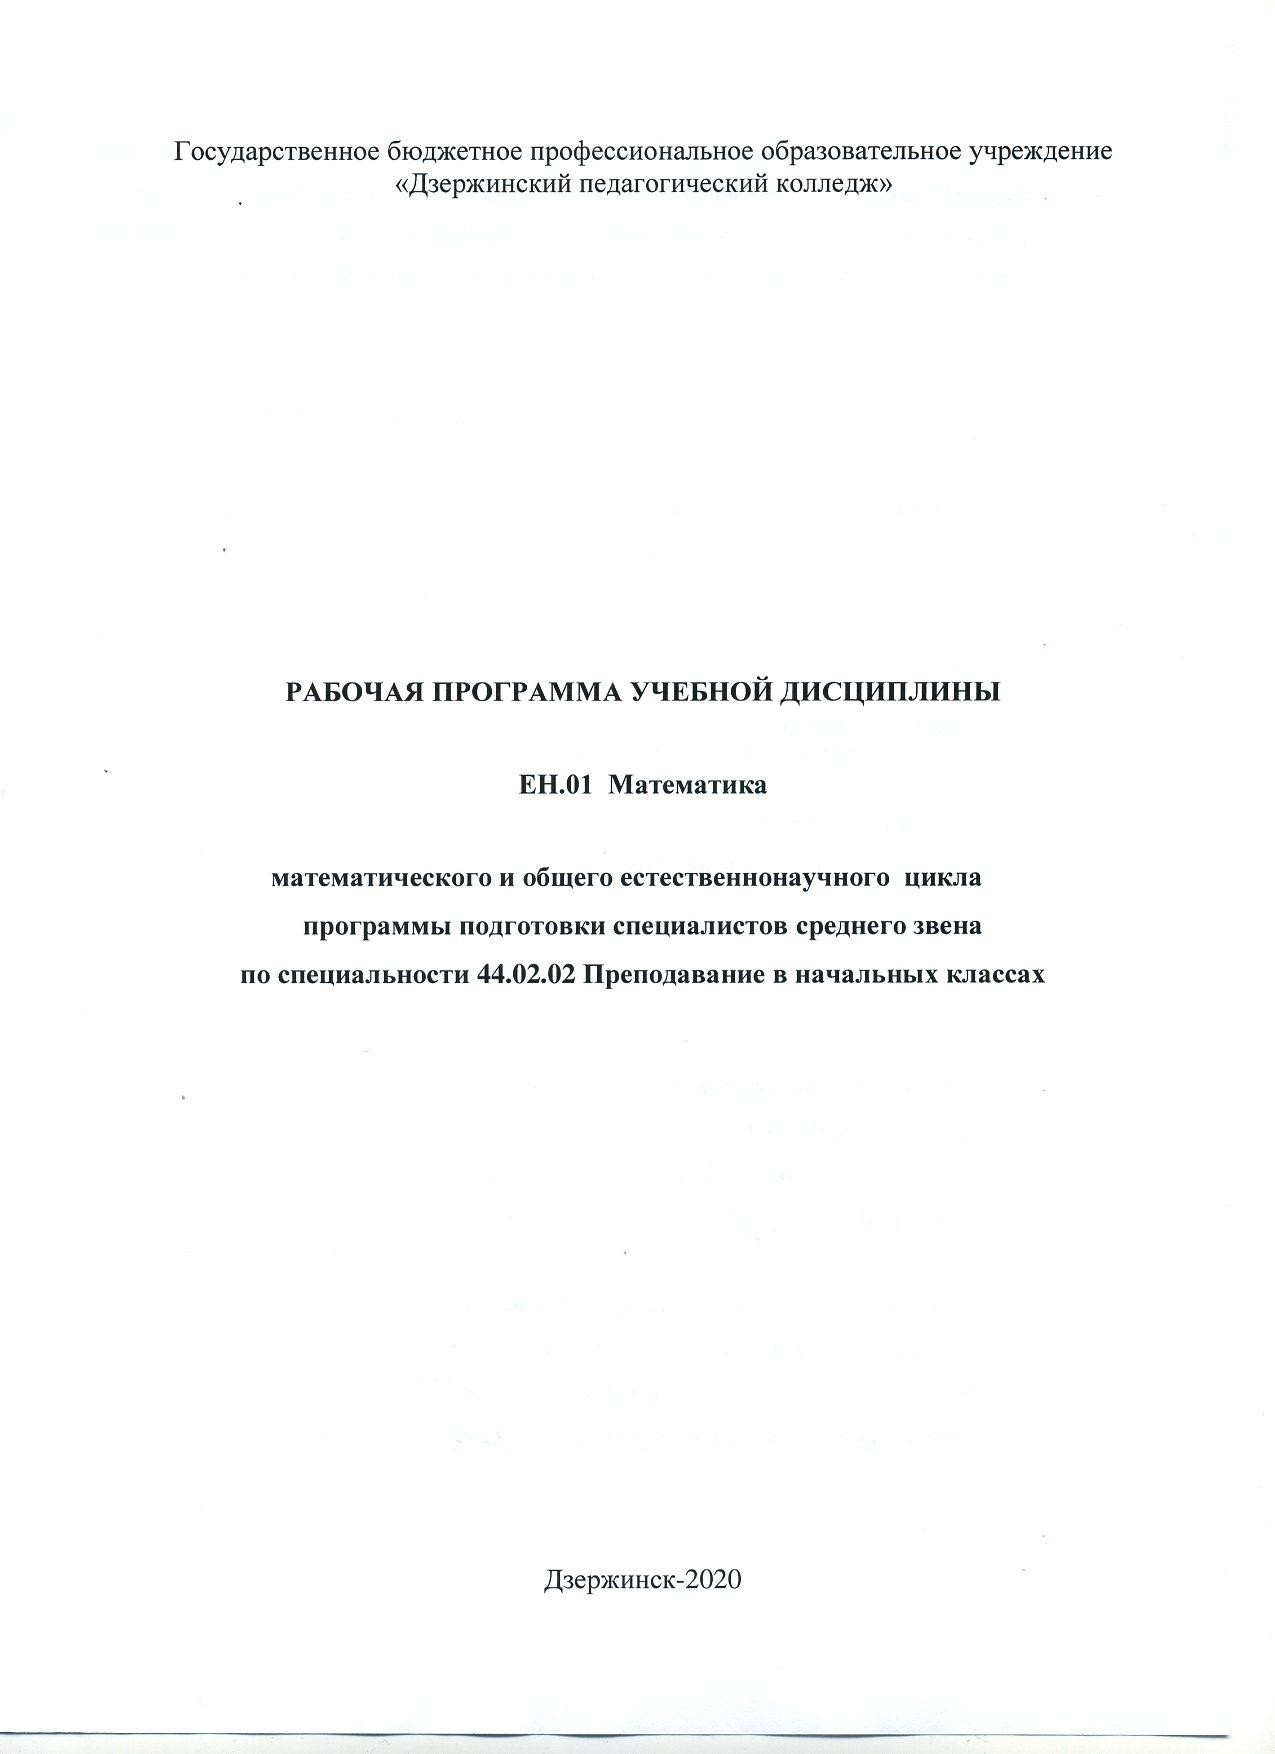 Государственное бюджетное профессиональное образовательное учреждение
«Дзержинский педагогический колледж»
РАБОЧАЯ ПРОГРАММА УЧЕБНОЙ ДИСЦИПЛИНЫ
ЕН.01 Математика
математического и общего естественнонаучного цикла
программы подготовки специалистов среднего звена
по специальности 44.02.02 Преподавание в начальных классах
Дзержинск-2020